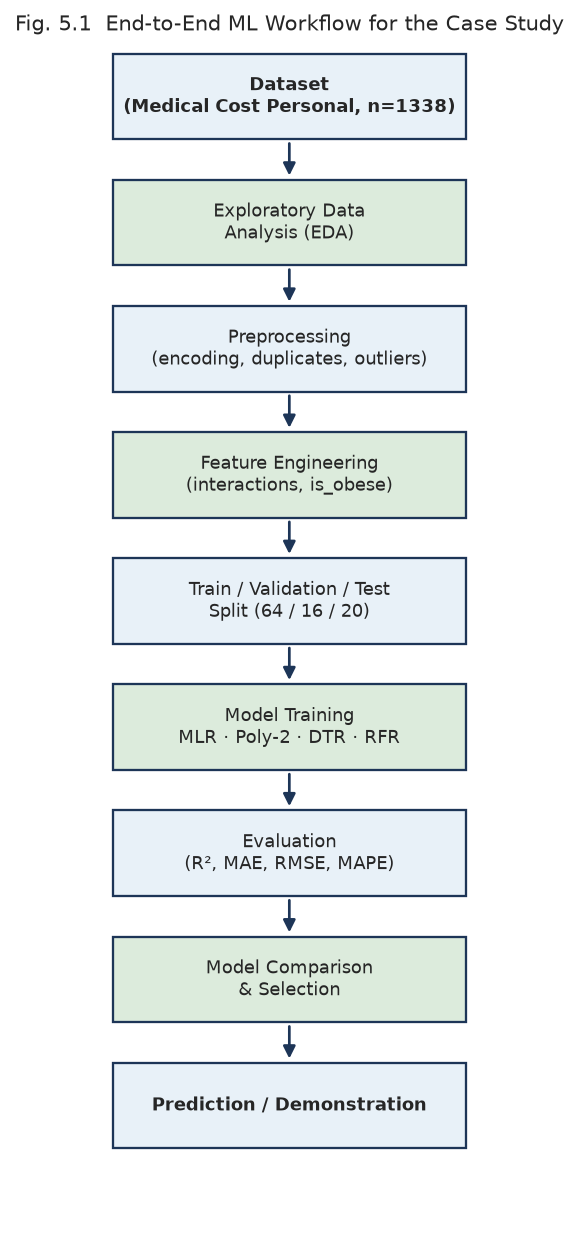 Fig. 5.1  End-to-End ML Workflow for the Case Study
Dataset
(Medical Cost Personal, n=1338)
Exploratory Data
Analysis (EDA)
Preprocessing
(encoding, duplicates, outliers)
Feature Engineering
(interactions, is_obese)
Train / Validation / Test
Split (64 / 16 / 20)
Model Training
MLR · Poly-2 · DTR · RFR
Evaluation
(R², MAE, RMSE, MAPE)
Model Comparison
& Selection
Prediction / Demonstration